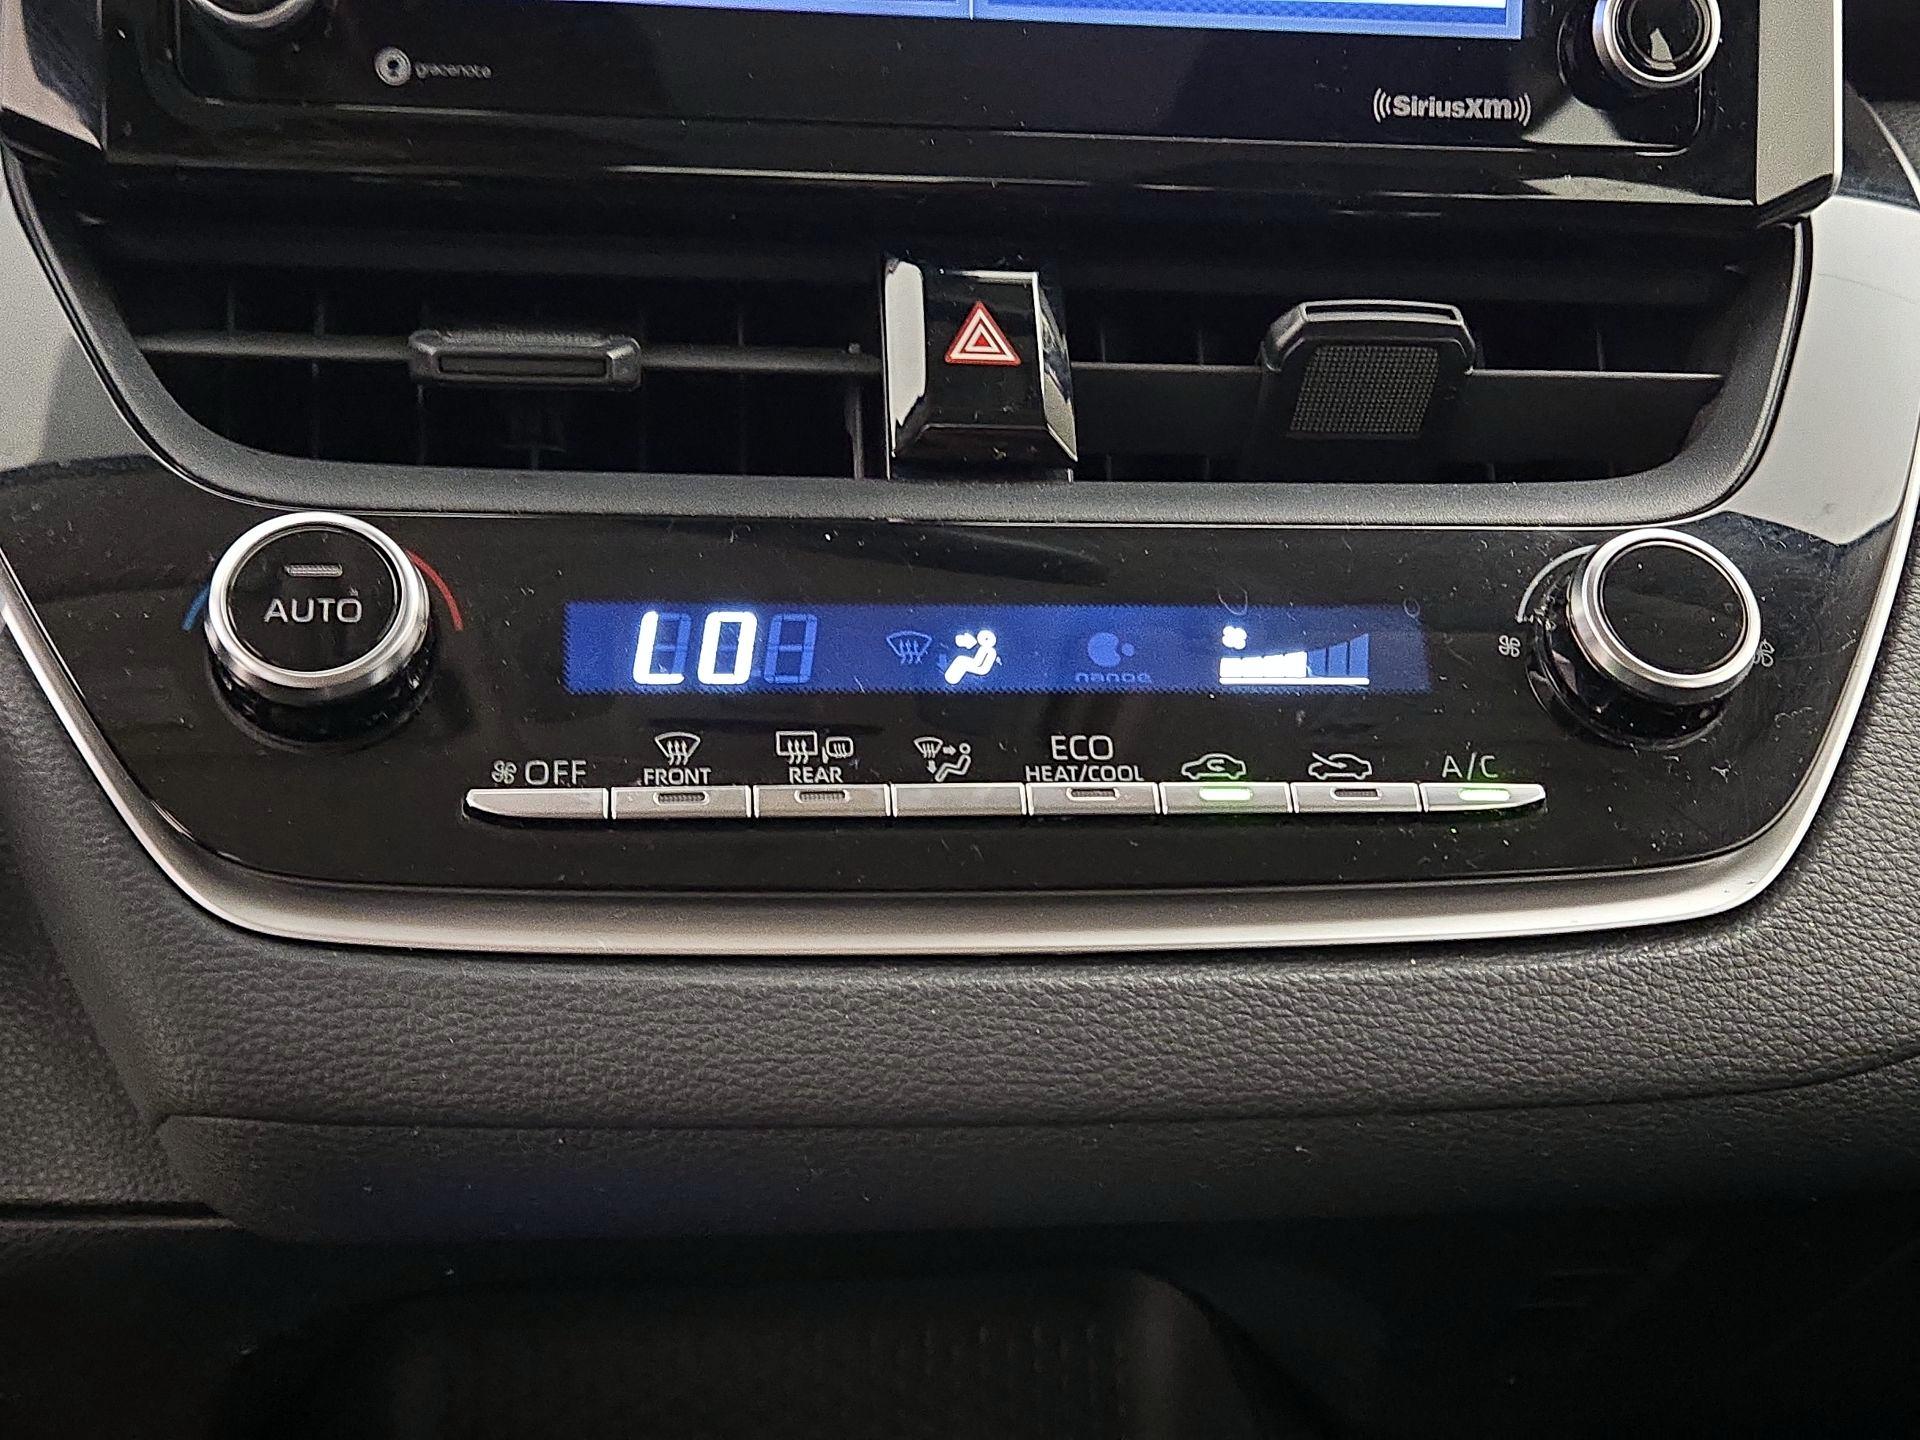 gracenote
SiriusXM
AUTO
LO
nanoe
OFF
FRONT
REAR
ECO
HEAT/COOL
A/C